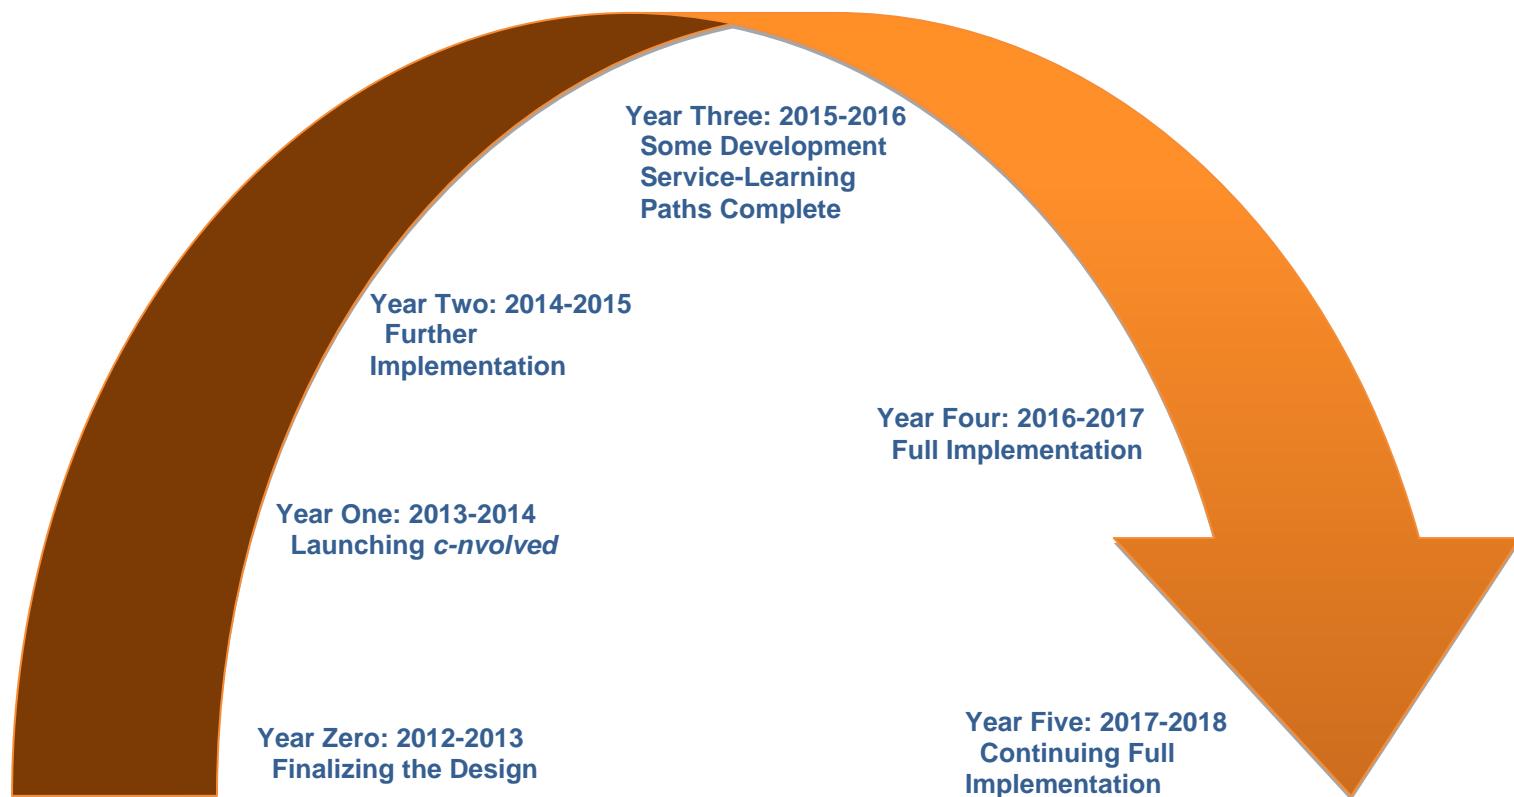 Year Three: 2015-2016
Some Development
Service-Learning
Paths Complete
Year Two: 2014-2015
Further
Implementation
Year Four: 2016-2017
Full Implementation
Year One: 2013-2014
Launching c-nvolved
Year Zero: 2012-2013
Finalizing the Design
Year Five: 2017-2018
Continuing Full
Implementation